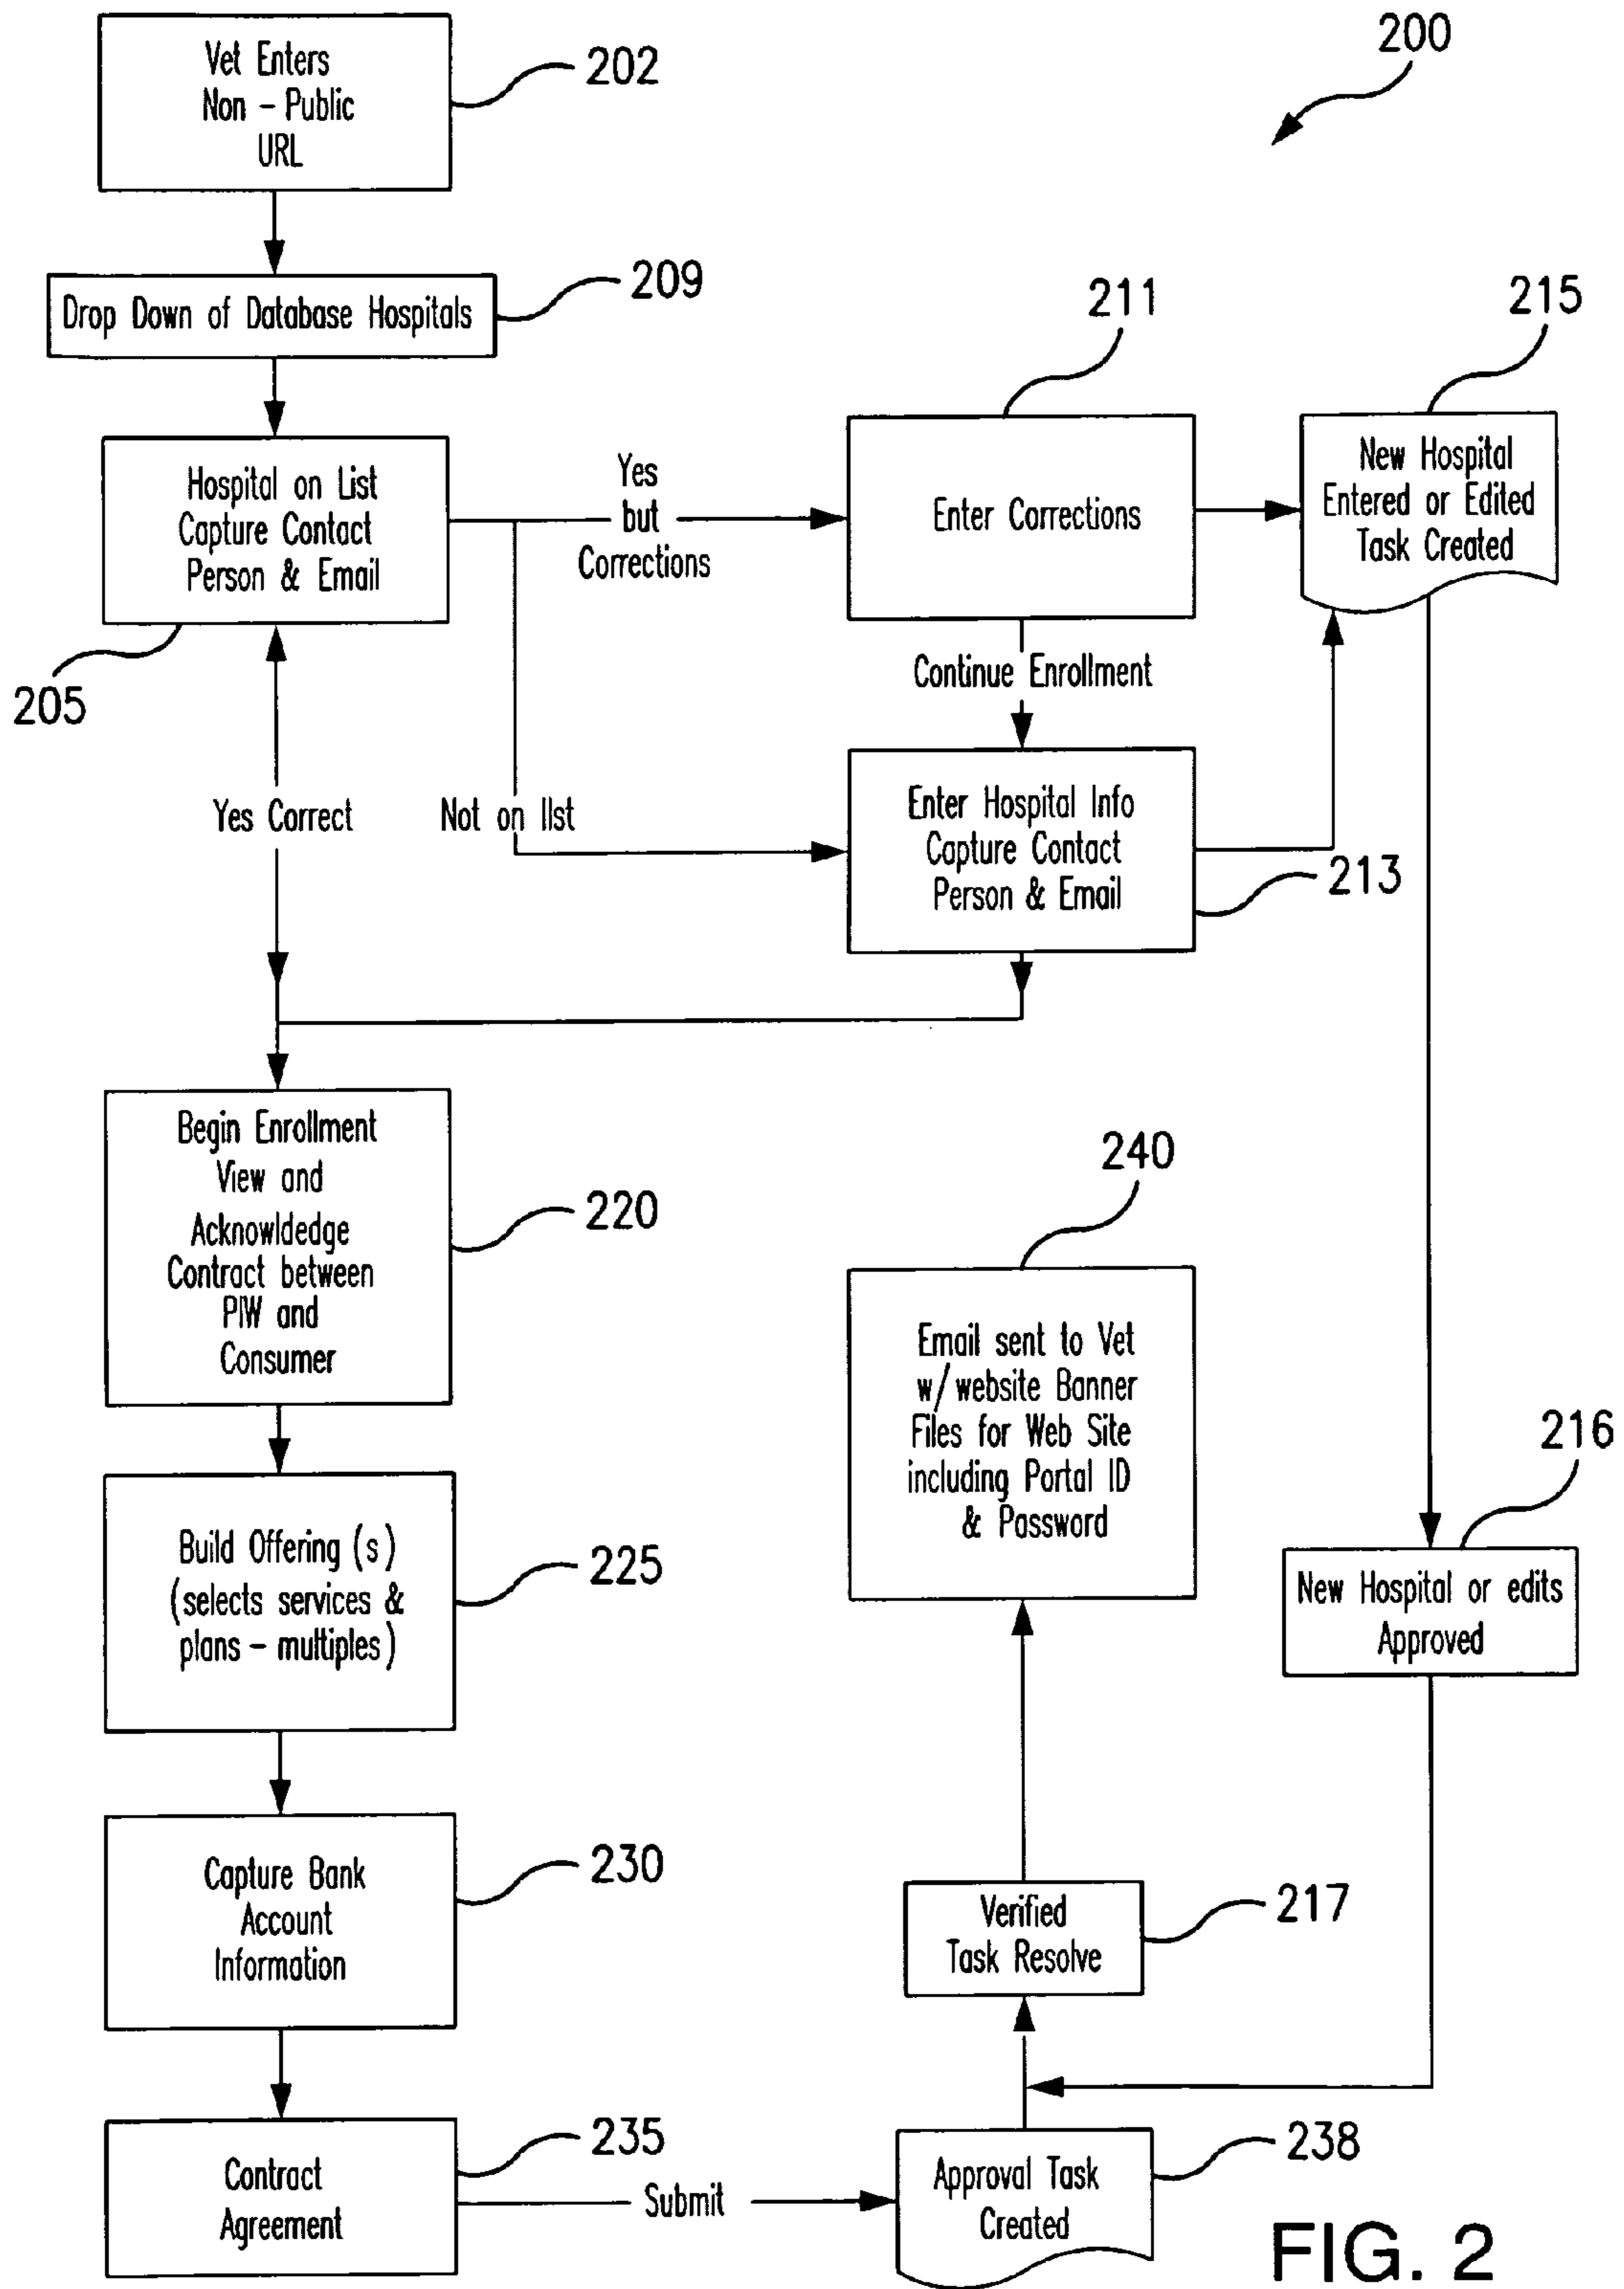 200
Vet Enters
Non - Public
URL
202
Drop Down of Database Hospitals
209
Hospital on List
Capture Contact
Person & Email
205
Yes
but
Corrections
211
Enter Corrections
215
New Hospital
Entered or Edited
Task Created
Continue Enrollment
Yes Correct
Not on lIst
Enter Hospital Info
Capture Contact
Person & Email
213
Begin Enrollment
View and
Acknowldedge
Contract between
PIW and
Consumer
220
240
Email sent to Vet
w/website Banner
Files for Web Site
including Portal ID
& Password
216
New Hospital or edits
Approved
Build Offering (s)
(selects services &
plans - multiples)
225
Capture Bank
Account
Information
230
Verified
Task Resolve
217
Contract
Agreement
235
Submit
Approval Task
Created
238
FIG. 2